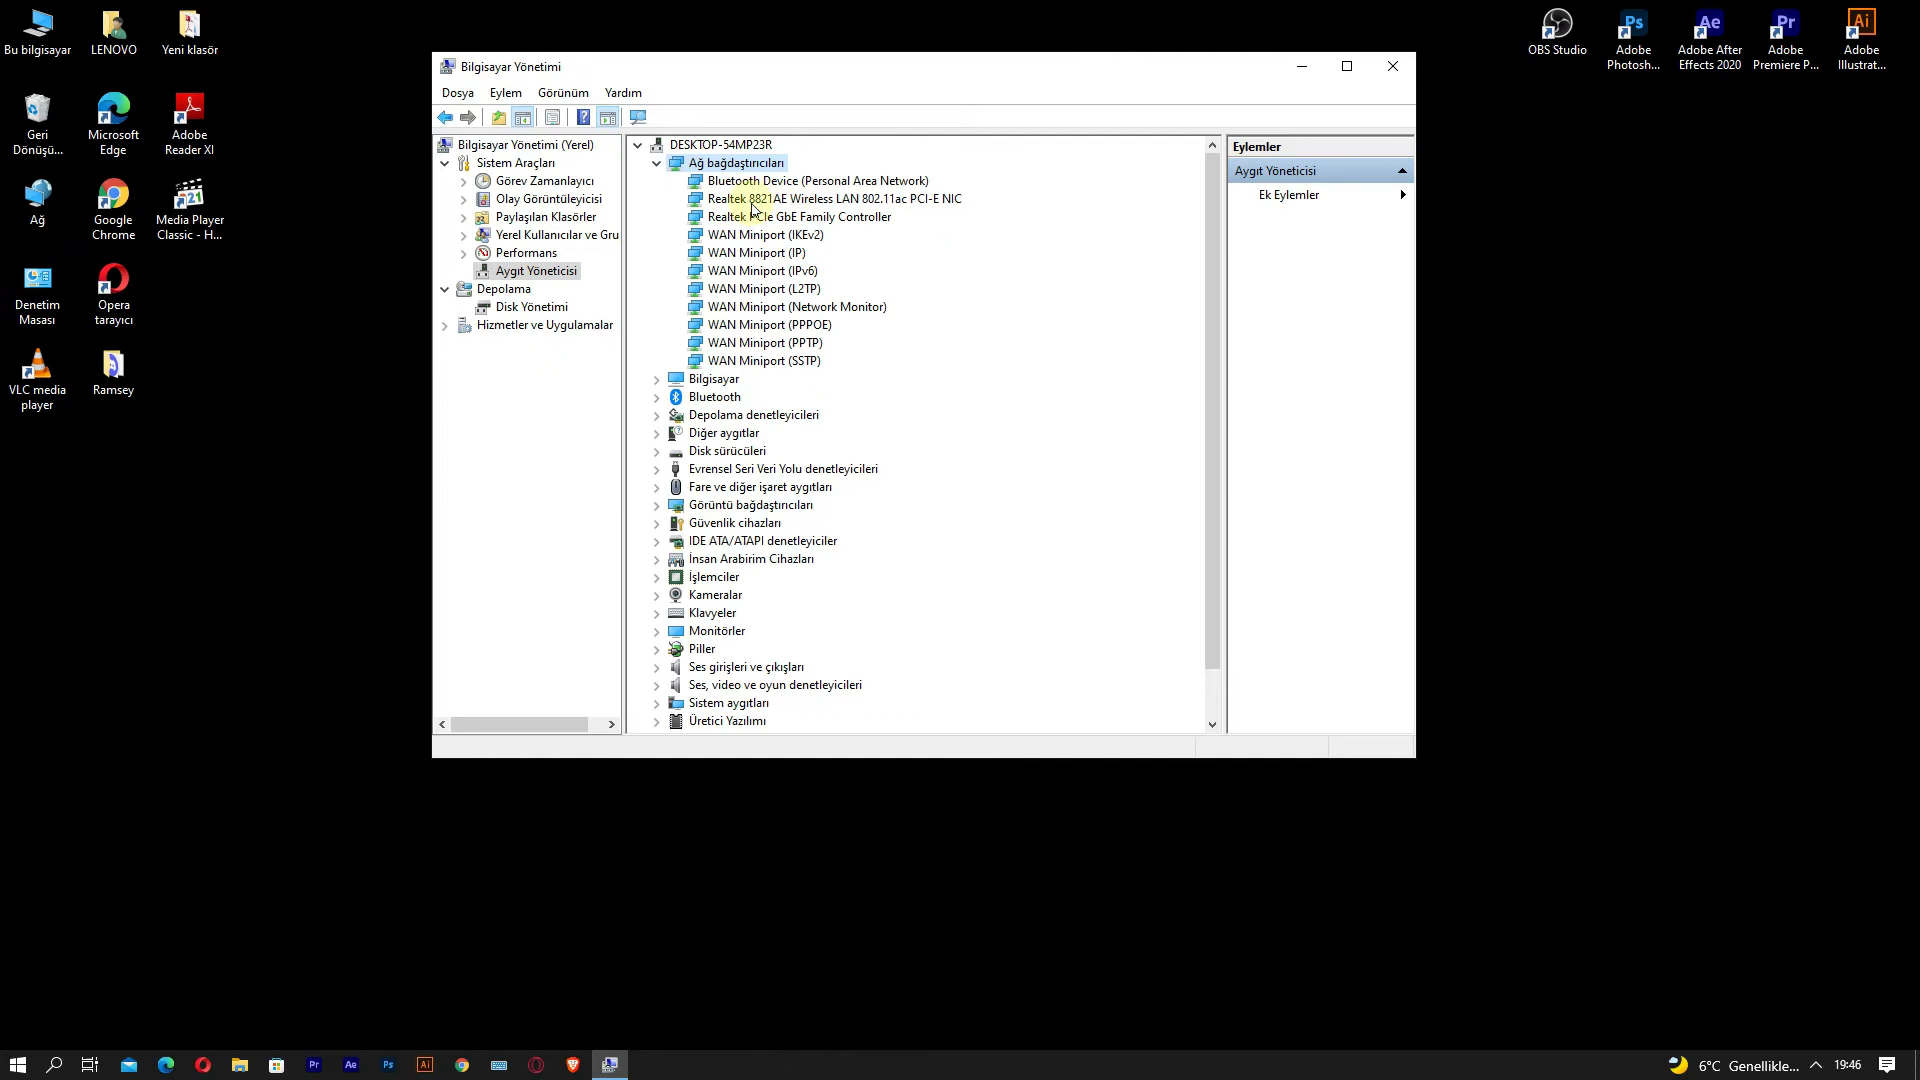 Bu bilgisayar
LENOVO
Yeni klasör
Geri
Dönüşü...
Microsoft
Edge
Adobe
Reader XI
Ağ
Google
Chrome
Media Player
Classic - H...
Denetim
Masası
Opera
tarayıcı
VLC media
player
Ramsey
OBS Studio
Adobe
Photosh...
Adobe After
Effects 2020
Adobe
Premiere P...
Adobe
Illustrat...
Bilgisayar Yönetimi
Dosya Eylem Görünüm Yardım
Bilgisayar Yönetimi (Yerel)
Sistem Araçları
Görev Zamanlayıcı
Olay Görüntüleyicisi
Paylaşılan Klasörler
Yerel Kullanıcılar ve Gru
Performans
Aygıt Yöneticisi
Depolama
Disk Yönetimi
Hizmetler ve Uygulamalar
DESKTOP-54MP23R
Ağ bağdaştırıcıları
Bluetooth Device (Personal Area Network)
Realtek 8821AE Wireless LAN 802.11ac PCI-E NIC
Realtek PCIe GbE Family Controller
WAN Miniport (IKEv2)
WAN Miniport (IP)
WAN Miniport (IPv6)
WAN Miniport (L2TP)
WAN Miniport (Network Monitor)
WAN Miniport (PPPOE)
WAN Miniport (PPTP)
WAN Miniport (SSTP)
Bilgisayar
Bluetooth
Depolama denetleyicileri
Diğer aygıtlar
Disk sürücüleri
Evrensel Seri Veri Yolu denetleyicileri
Fare ve diğer işaret aygıtları
Görüntü bağdaştırıcıları
Güvenlik cihazları
IDE ATA/ATAPI denetleyiciler
İnsan Arabirim Cihazları
İşlemciler
Kameralar
Klavyeler
Monitörler
Piller
Ses girişleri ve çıkışları
Ses, video ve oyun denetleyicileri
Sistem aygıtları
Üretici Yazılımı
Eylemler
Aygıt Yöneticisi
Ek Eylemler
Ps
Ae
Pr
Ai
321
Pr
Ae
Ps
Ai
6°C Genellikle...
19:46